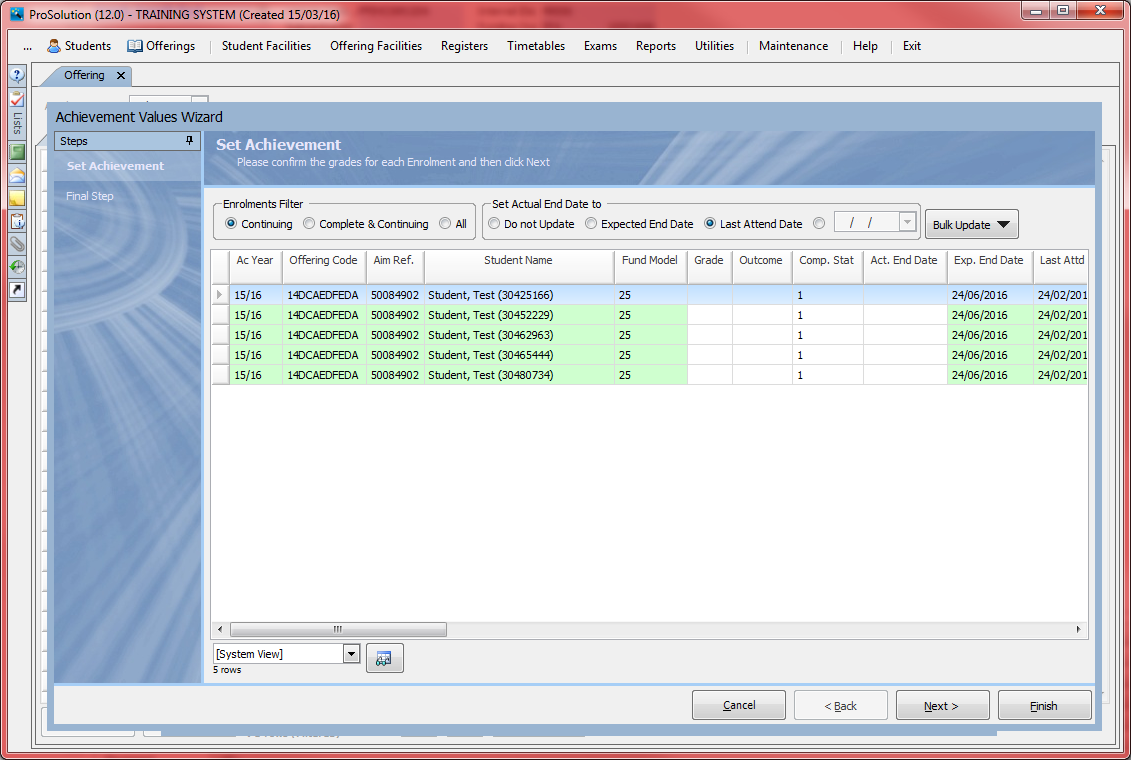 ProSolution (12.0) - TRAINING SYSTEM (Created 15/03/16)
... Students Offerings Student Facilities Offering Facilities Registers Timetables Exams Reports Utilities Maintenance Help Exit
Offering
Lists
Achievement Values Wizard
Steps
Set Achievement
Final Step
Set Achievement
Please confirm the grades for each Enrolment and then click Next
Enrolments Filter
Continuing Complete & Continuing All
Set Actual End Date to
Do not Update Expected End Date Last Attend Date / /
Bulk Update
Ac Year Offering Code Aim Ref. Student Name Fund Model Grade Outcome Comp. Stat Act. End Date Exp. End Date Last Attd
15/16 14DCAEDFEDA 50084902 Student, Test (30425166) 25 1 24/06/2016 24/02/201
15/16 14DCAEDFEDA 50084902 Student, Test (30452229) 25 1 24/06/2016 24/02/201
15/16 14DCAEDFEDA 50084902 Student, Test (30462963) 25 1 24/06/2016 24/02/201
15/16 14DCAEDFEDA 50084902 Student, Test (30465444) 25 1 24/06/2016 24/02/201
15/16 14DCAEDFEDA 50084902 Student, Test (30480734) 25 1 24/06/2016 24/02/201
[System View]
5 rows
Cancel < Back Next > Finish